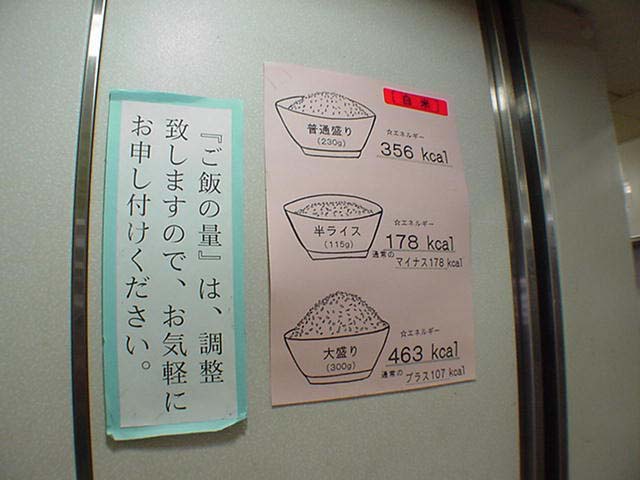 『ご飯の量』は、調整
致しますので、お気軽に
お申し付けください。
［白米］
普通盛り
(230g)
☆エネルギー
356 kcal
半ライス
(115g)
☆エネルギー
178 kcal
通常の
マイナス178 kcal
大盛り
(300g)
☆エネルギー
463 kcal
通常の
プラス107 kcal